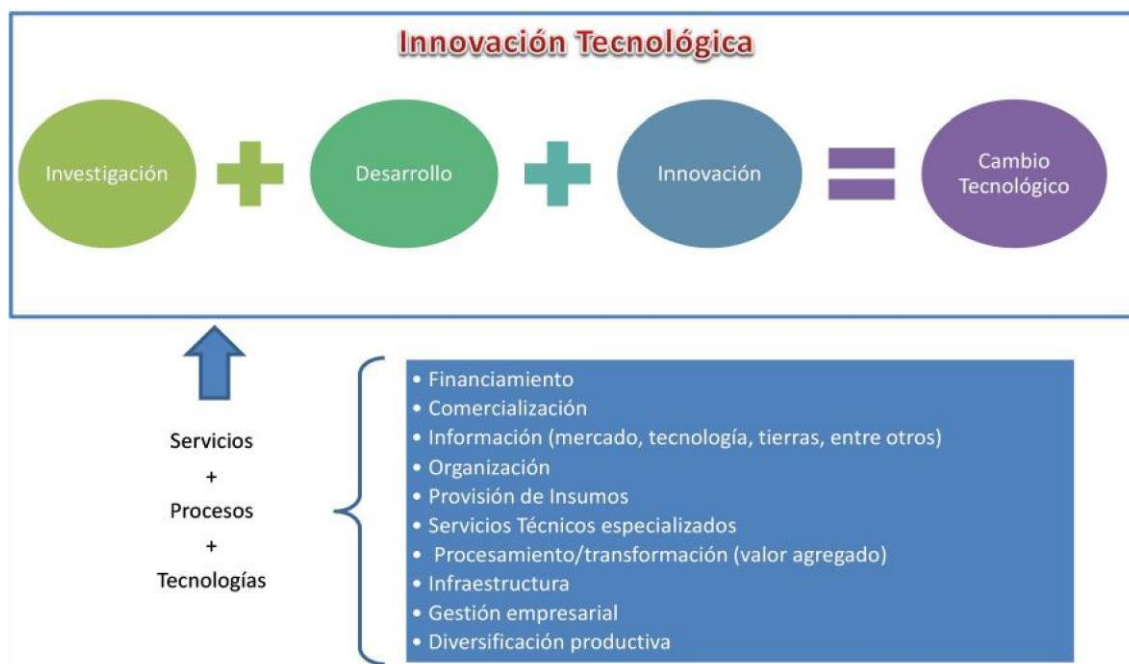 Innovación Tecnológica
Investigación
Desarrollo
Innovación
Cambio
Tecnológico
Servicios
+
Procesos
+
Tecnologías
• Financiamiento
• Comercialización
• Información (mercado, tecnología, tierras, entre otros)
• Organización
• Provisión de Insumos
• Servicios Técnicos especializados
• Procesamiento/transformación (valor agregado)
• Infraestructura
• Gestión empresarial
• Diversificación productiva